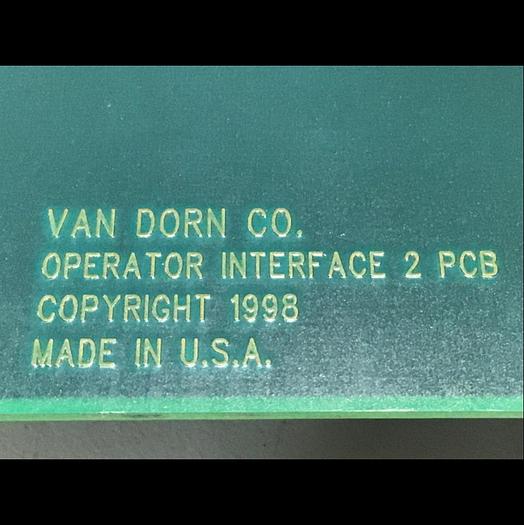 VAN DORN CO.
OPERATOR INTERFACE 2 PCB
COPYRIGHT 1998
MADE IN U.S.A.